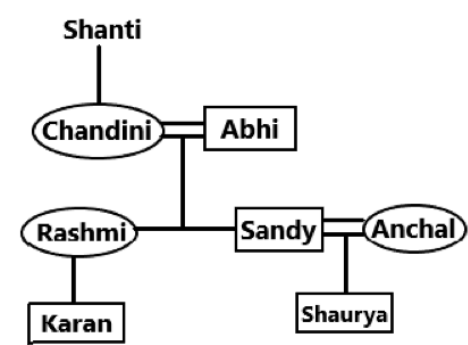 Shanti
Chandini
Abhi
Rashmi
Sandy
Anchal
Shaurya
Karan